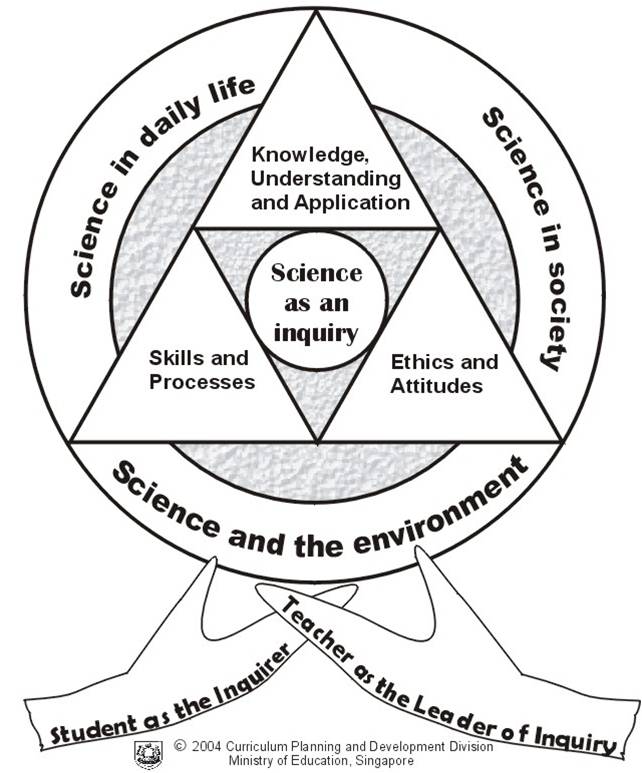 Science in daily life
Science in society
Knowledge,
Understanding
and Application
Science
as an
inquiry
Skills and
Processes
Ethics and
Attitudes
Science and the environment
Student as the Inquirer
Teacher as the Leader of Inquiry
© 2004 Curriculum Planning and Development Division
Ministry of Education, Singapore